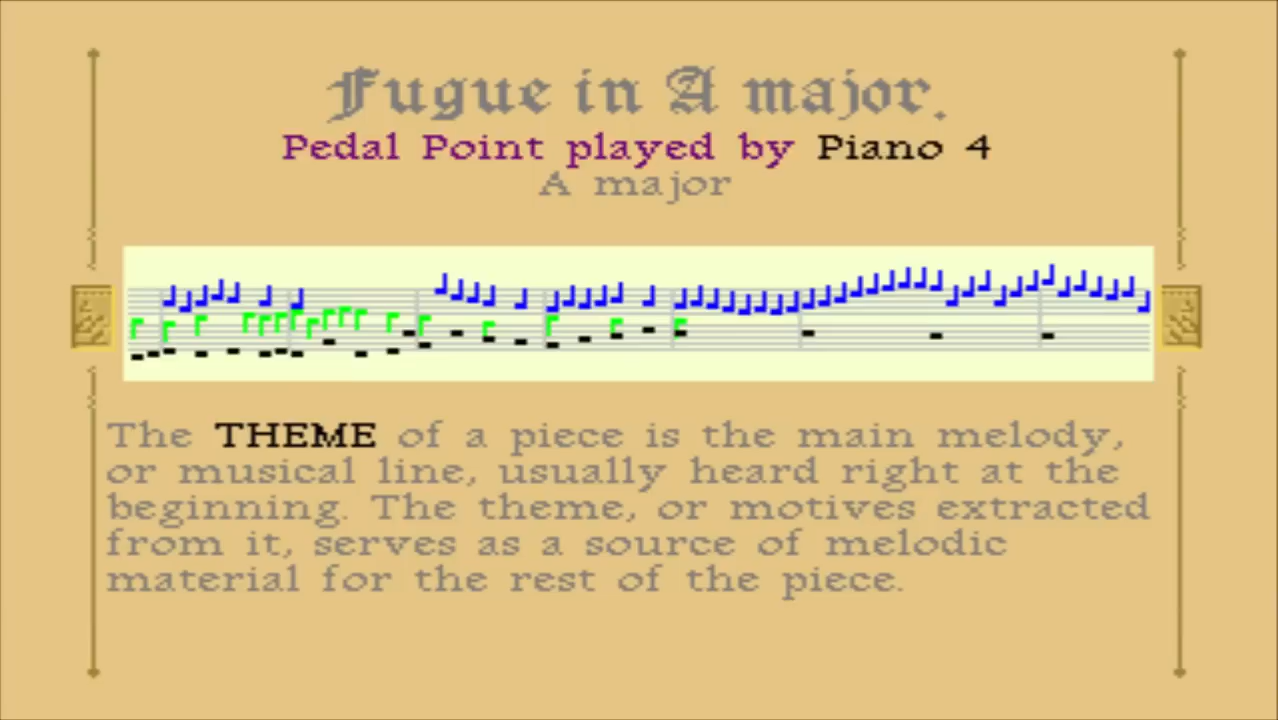 Fugue in A major.
Pedal Point played by Piano 4
A major
The THEME of a piece is the main melody,
or musical line, usually heard right at the
beginning. The theme, or motives extracted
from it, serves as a source of melodic
material for the rest of the piece.